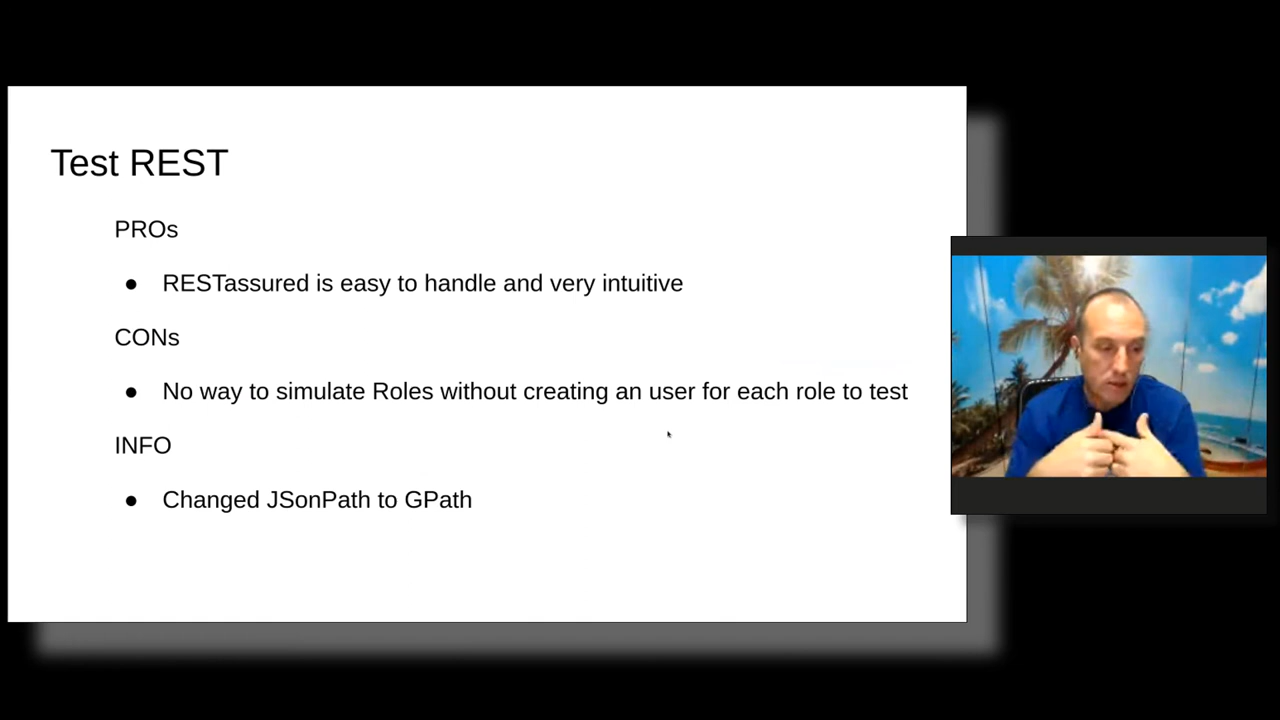 Test REST
PROs
● RESTassured is easy to handle and very intuitive
CONs
● No way to simulate Roles without creating an user for each role to test
INFO
● Changed JSonPath to GPath